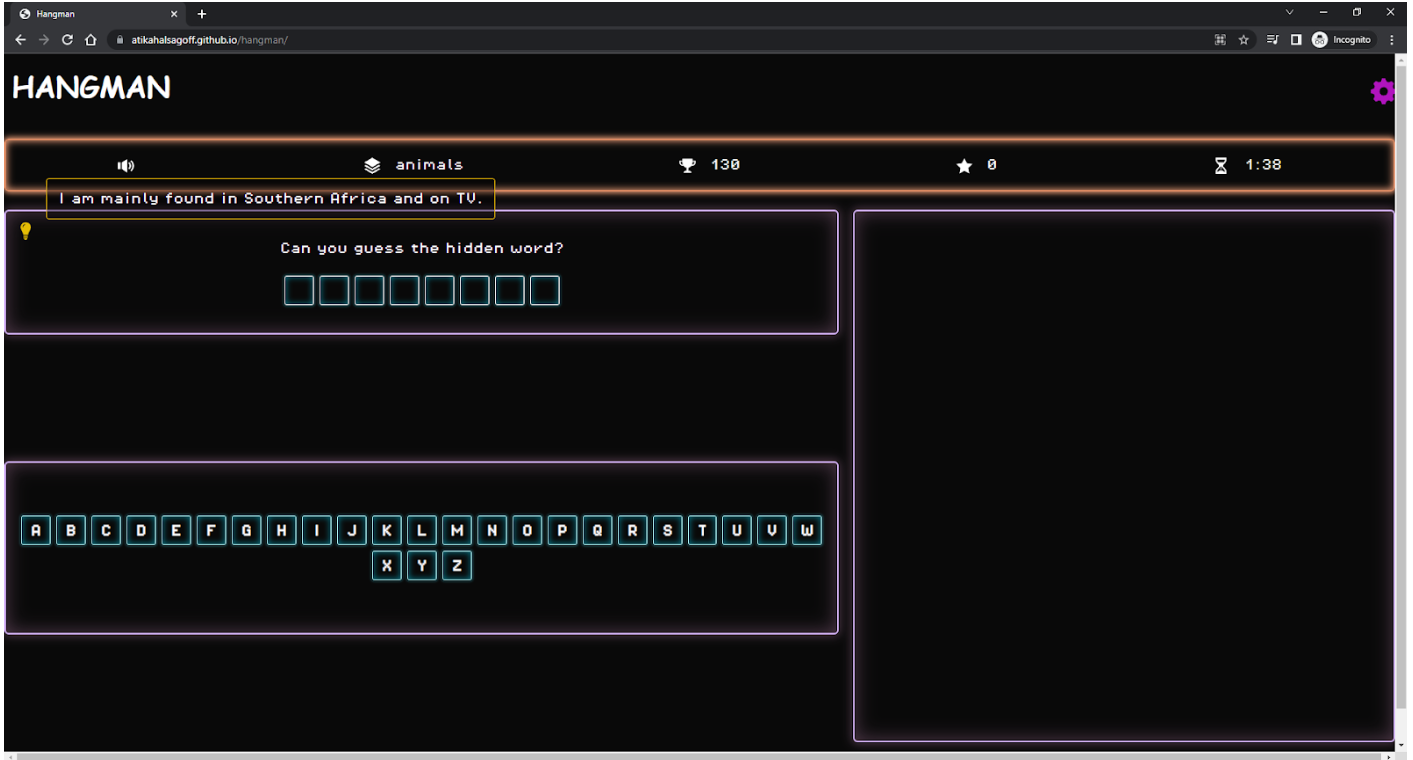 Hangman
atikahalsagoff.github.io/hangman/
Incognito
HANGMAN
animals
130
0
1:38
I am mainly found in Southern Africa and on TV.
Can you guess the hidden word?
A B C D E F G H I J K L M N O P Q R S T U V W
X Y Z